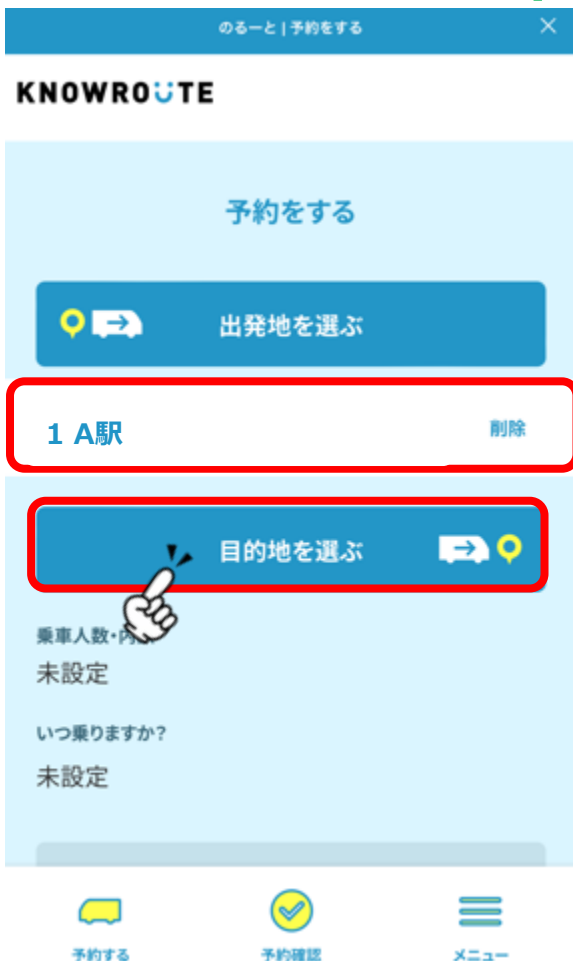 のるーと | 予約をする
KNOWROUTE
予約をする
出発地を選ぶ
1 A駅
削除
目的地を選ぶ
乗車人数・内
未設定
いつ乗りますか?
未設定
予約する
予約確認
メニュー